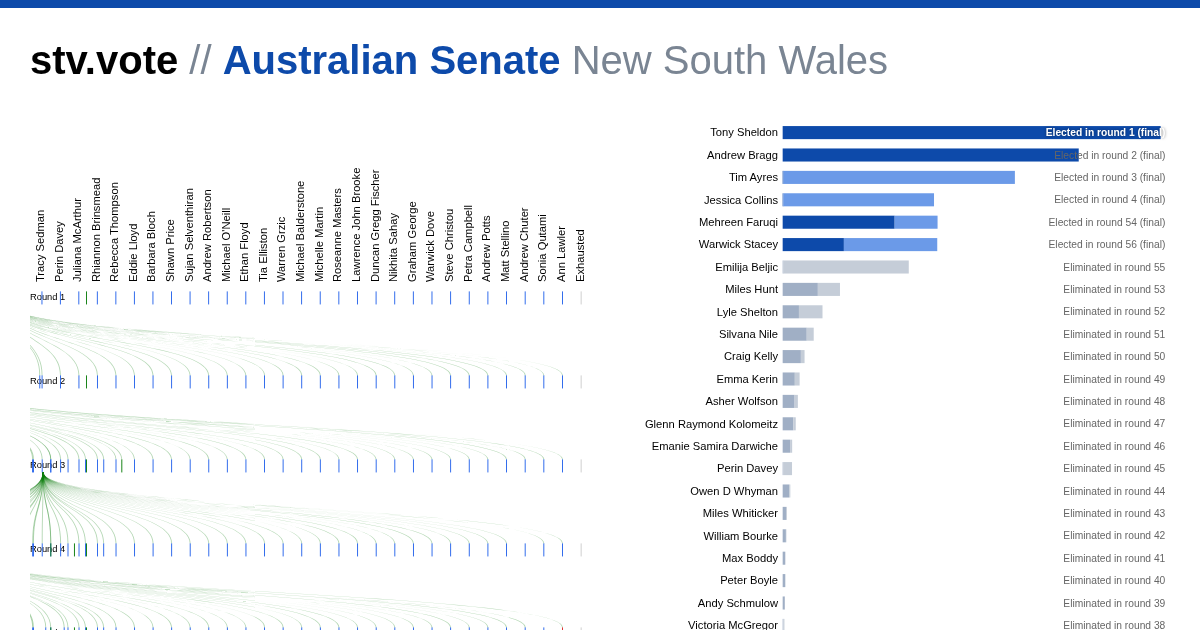 stv.vote // Australian Senate New South Wales
Tracy Sedman
Perin Davey
Juliana McArthur
Rhiannon Brinsmead
Rebecca Thompson
Eddie Lloyd
Barbara Bloch
Shawn Price
Sujan Selventhiran
Andrew Robertson
Michael O'Neill
Ethan Floyd
Tia Elliston
Warren Grzic
Michael Balderstone
Michelle Martin
Roseanne Masters
Lawrence John Brooke
Duncan Gregg Fischer
Nikhita Sahay
Graham George
Warwick Dove
Steve Christou
Petra Campbell
Andrew Potts
Matt Stellino
Andrew Chuter
Sonia Qutami
Ann Lawler
Exhausted
Round 1
Round 2
Round 3
Round 4
Tony Sheldon Elected in round 1 (final)
Andrew Bragg Elected in round 2 (final)
Tim Ayres Elected in round 3 (final)
Jessica Collins Elected in round 4 (final)
Mehreen Faruqi Elected in round 54 (final)
Warwick Stacey Elected in round 56 (final)
Emilija Beljic Eliminated in round 55
Miles Hunt Eliminated in round 53
Lyle Shelton Eliminated in round 52
Silvana Nile Eliminated in round 51
Craig Kelly Eliminated in round 50
Emma Kerin Eliminated in round 49
Asher Wolfson Eliminated in round 48
Glenn Raymond Kolomeitz Eliminated in round 47
Emanie Samira Darwiche Eliminated in round 46
Perin Davey Eliminated in round 45
Owen D Whyman Eliminated in round 44
Miles Whiticker Eliminated in round 43
William Bourke Eliminated in round 42
Max Boddy Eliminated in round 41
Peter Boyle Eliminated in round 40
Andy Schmulow Eliminated in round 39
Victoria McGregor Eliminated in round 38